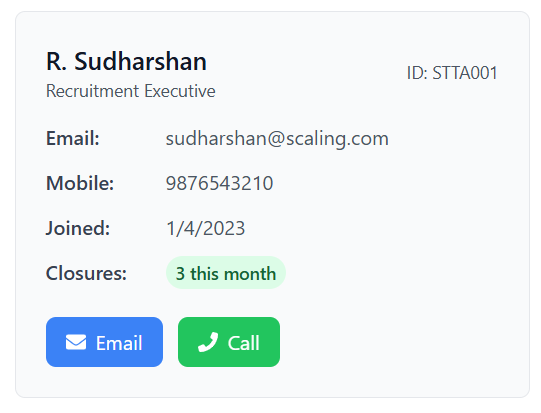 R. Sudharshan
Recruitment Executive
ID: STTA001
Email: sudharshan@scaling.com
Mobile: 9876543210
Joined: 1/4/2023
Closures: 3 this month
Email
Call